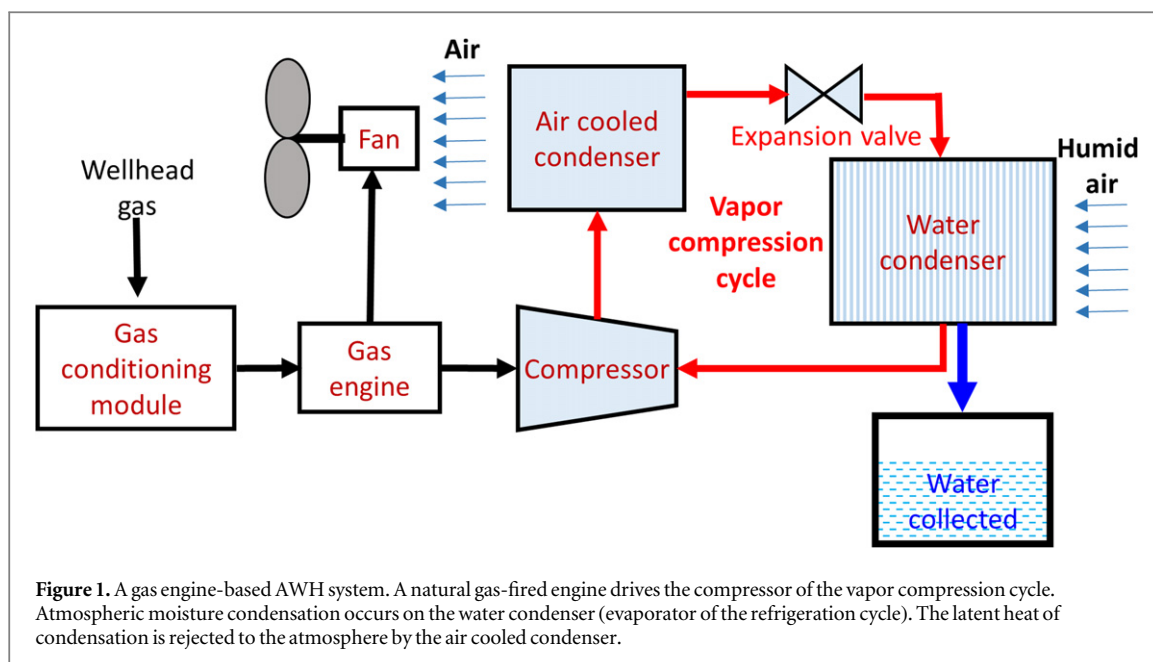 Air
Fan
Wellhead
gas
Air cooled
condenser
Expansion valve
Humid
air
Vapor
compression
cycle
Water
condenser
Gas
conditioning
module
Gas
engine
Compressor
Water
collected
Figure 1. A gas engine-based AWH system. A natural gas-fired engine drives the compressor of the vapor compression cycle.
Atmospheric moisture condensation occurs on the water condenser (evaporator of the refrigeration cycle). The latent heat of
condensation is rejected to the atmosphere by the air cooled condenser.